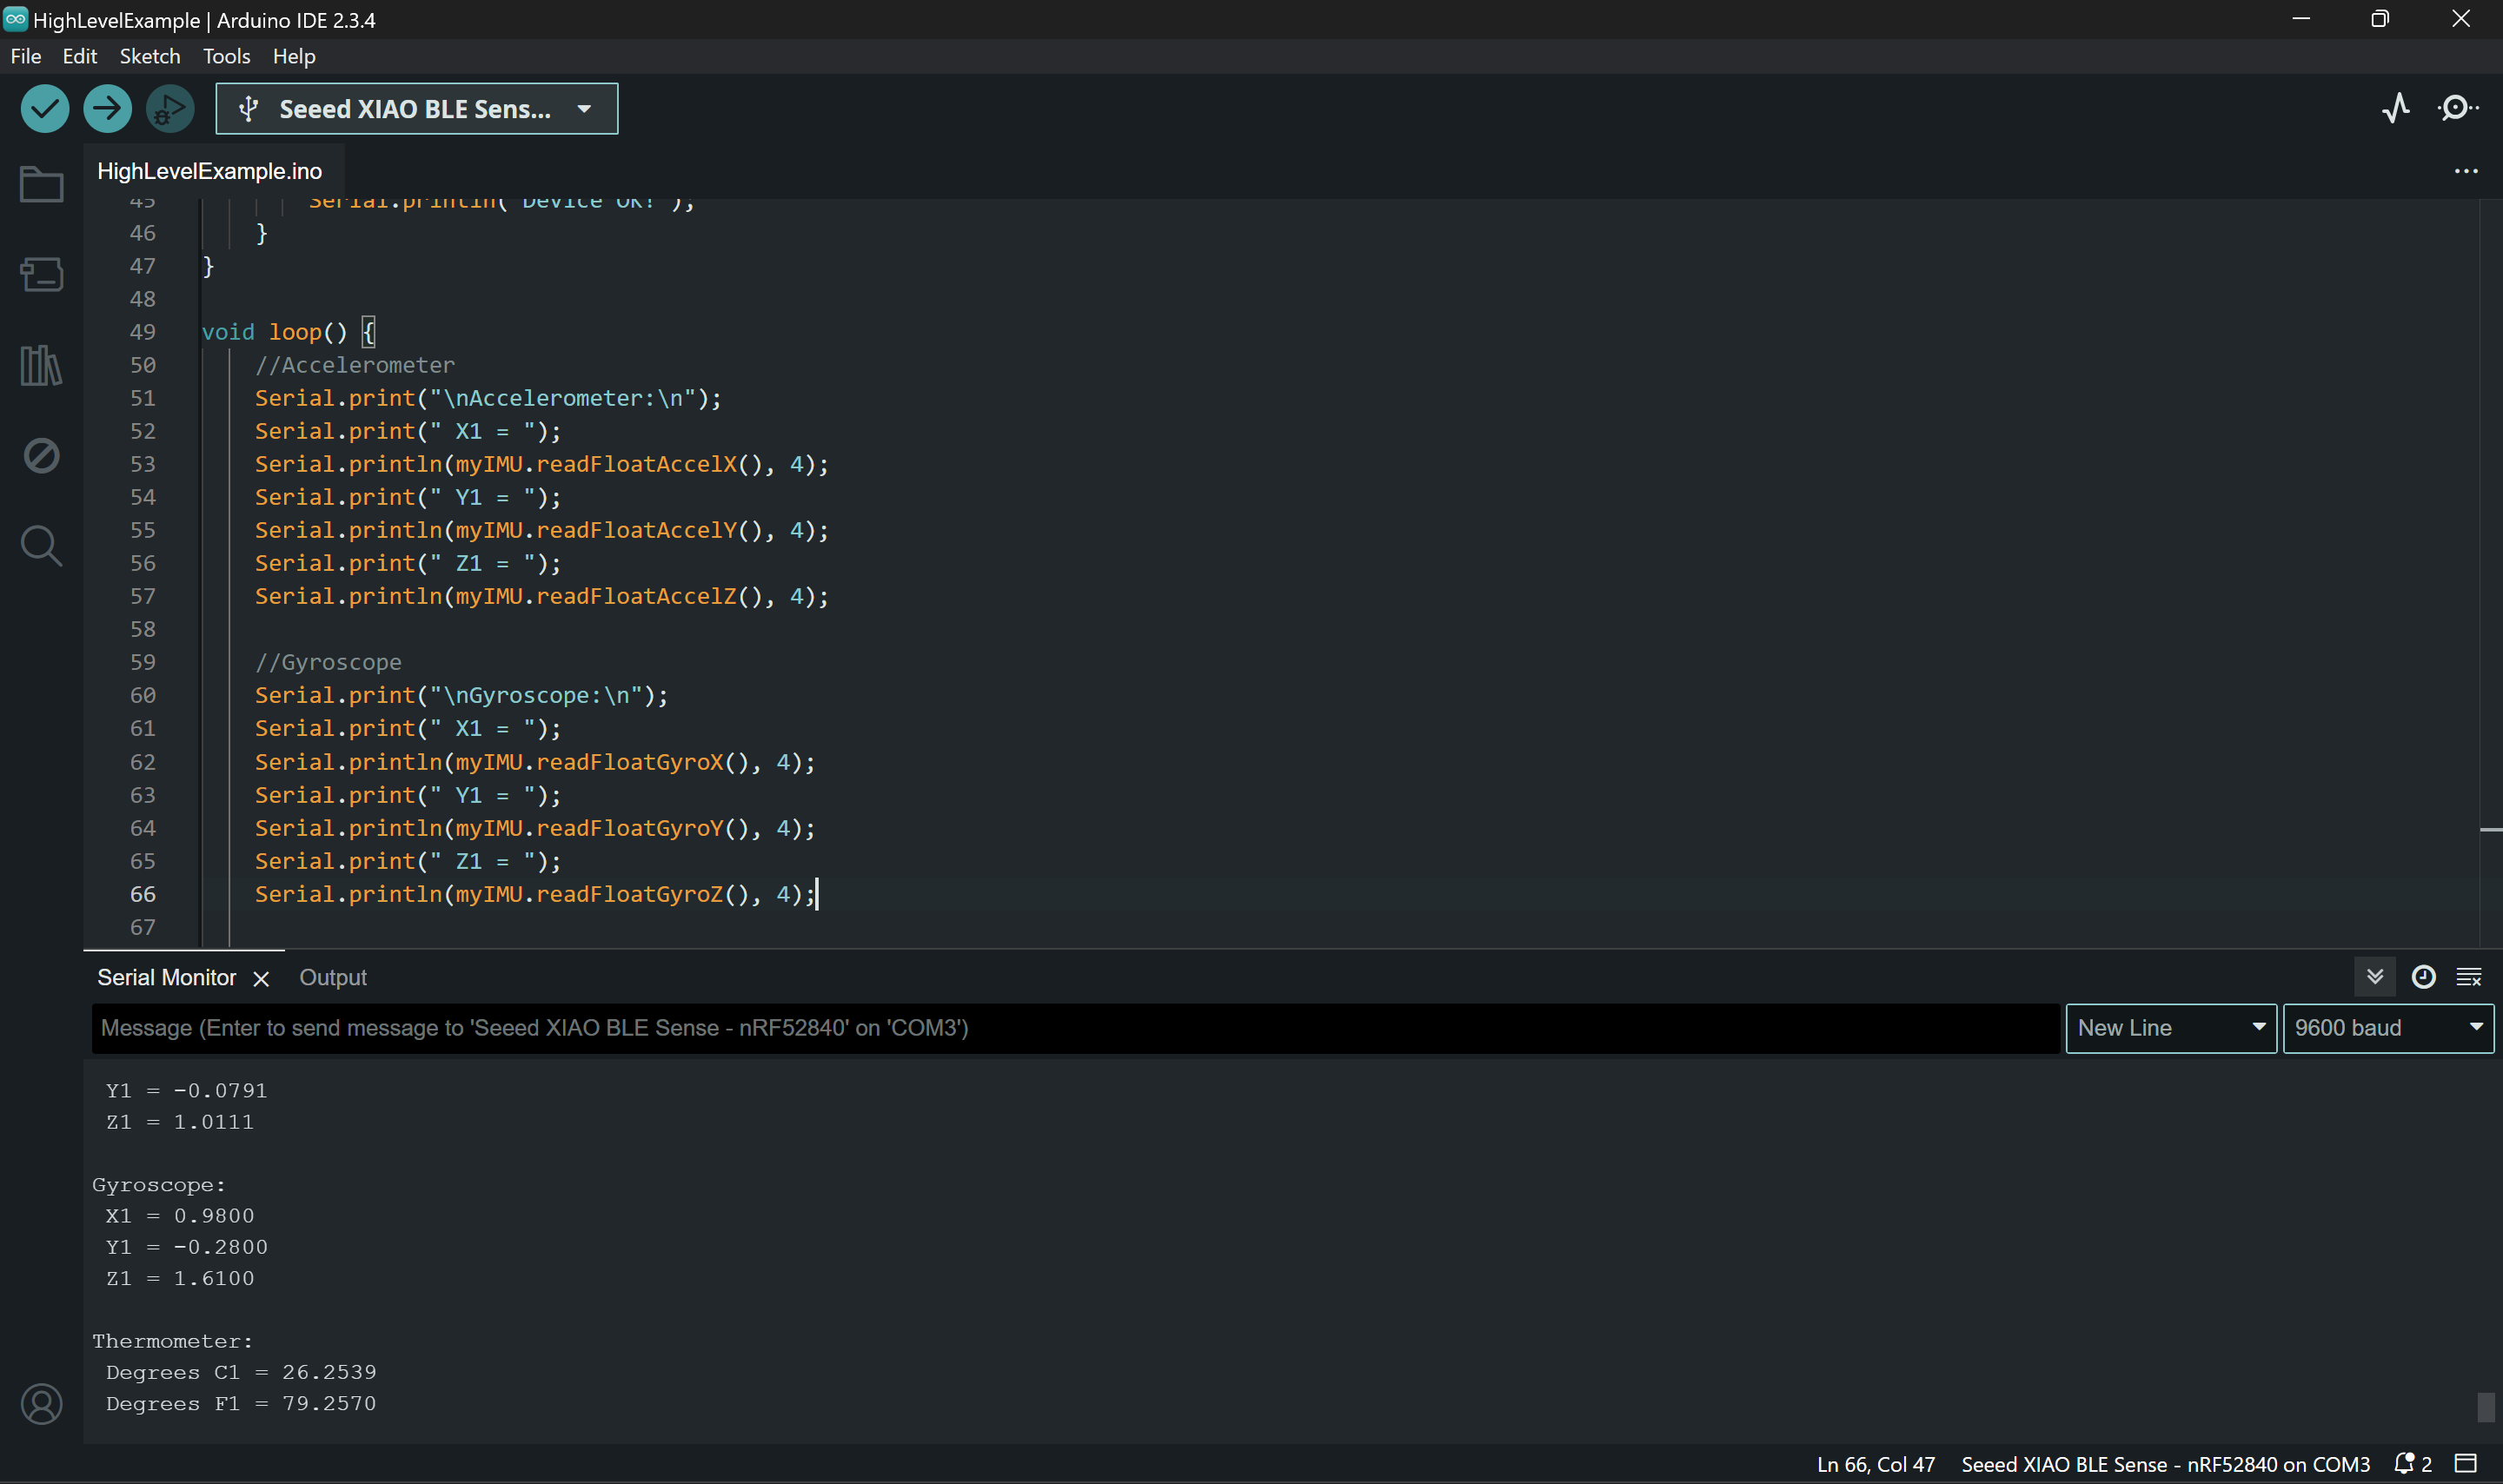 HighLevelExample | Arduino IDE 2.3.4
File Edit Sketch Tools Help
Seeed XIAO BLE Sens...
HighLevelExample.ino
45 Serial.println("Device OK!");
46 }
47 }
48
49 void loop() {
50 //Accelerometer
51 Serial.print("\nAccelerometer:\n");
52 Serial.print(" X1 = ");
53 Serial.println(myIMU.readFloatAccelX(), 4);
54 Serial.print(" Y1 = ");
55 Serial.println(myIMU.readFloatAccelY(), 4);
56 Serial.print(" Z1 = ");
57 Serial.println(myIMU.readFloatAccelZ(), 4);
58
59 //Gyroscope
60 Serial.print("\nGyroscope:\n");
61 Serial.print(" X1 = ");
62 Serial.println(myIMU.readFloatGyroX(), 4);
63 Serial.print(" Y1 = ");
64 Serial.println(myIMU.readFloatGyroY(), 4);
65 Serial.print(" Z1 = ");
66 Serial.println(myIMU.readFloatGyroZ(), 4);
67
Serial Monitor Output
Message (Enter to send message to 'Seeed XIAO BLE Sense - nRF52840' on 'COM3')
New Line
9600 baud
Y1 = -0.0791
Z1 = 1.0111
Gyroscope:
X1 = 0.9800
Y1 = -0.2800
Z1 = 1.6100
Thermometer:
Degrees C1 = 26.2539
Degrees F1 = 79.2570
Ln 66, Col 47 Seeed XIAO BLE Sense - nRF52840 on COM3 2